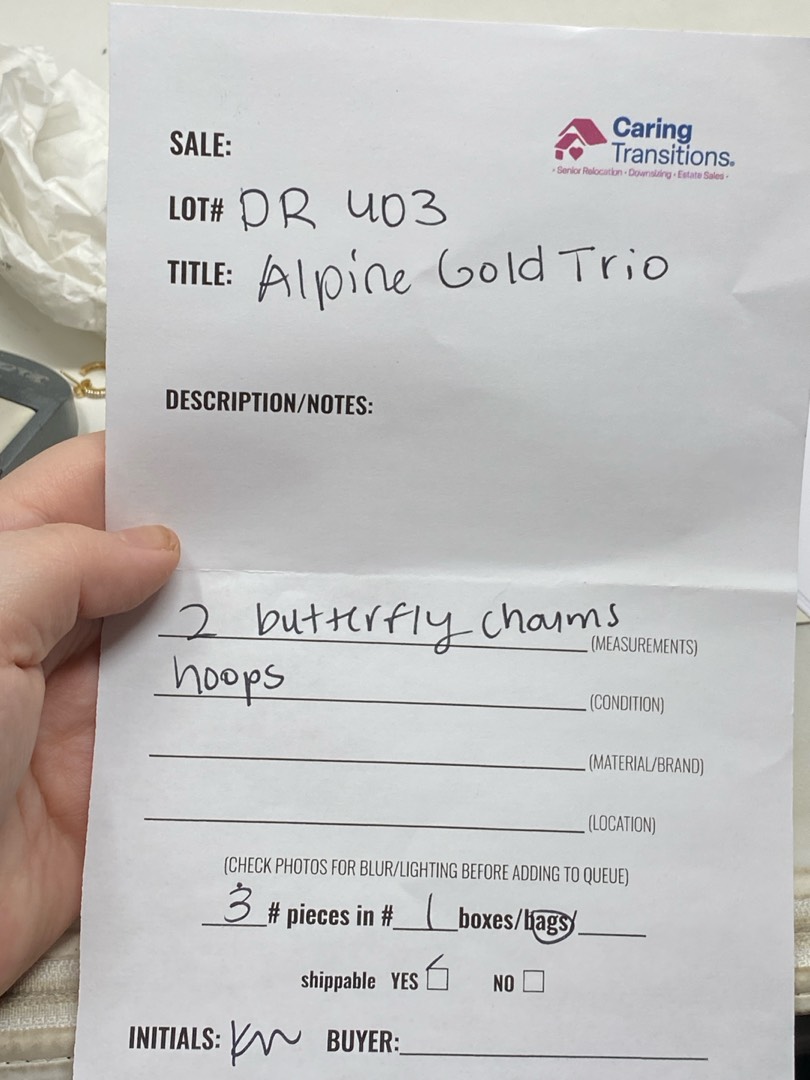 Caring
Transitions.
Senior Relocation • Downsizing • Estate Sales
SALE:
LOT# DR 403
TITLE: Alpine Gold Trio
DESCRIPTION/NOTES:
2 butterfly charms (MEASUREMENTS)
hoops (CONDITION)
(MATERIAL/BRAND)
(LOCATION)
(CHECK PHOTOS FOR BLUR/LIGHTING BEFORE ADDING TO QUEUE)
3 # pieces in # 1 boxes/bags/
shippable YES NO
INITIALS: BUYER: